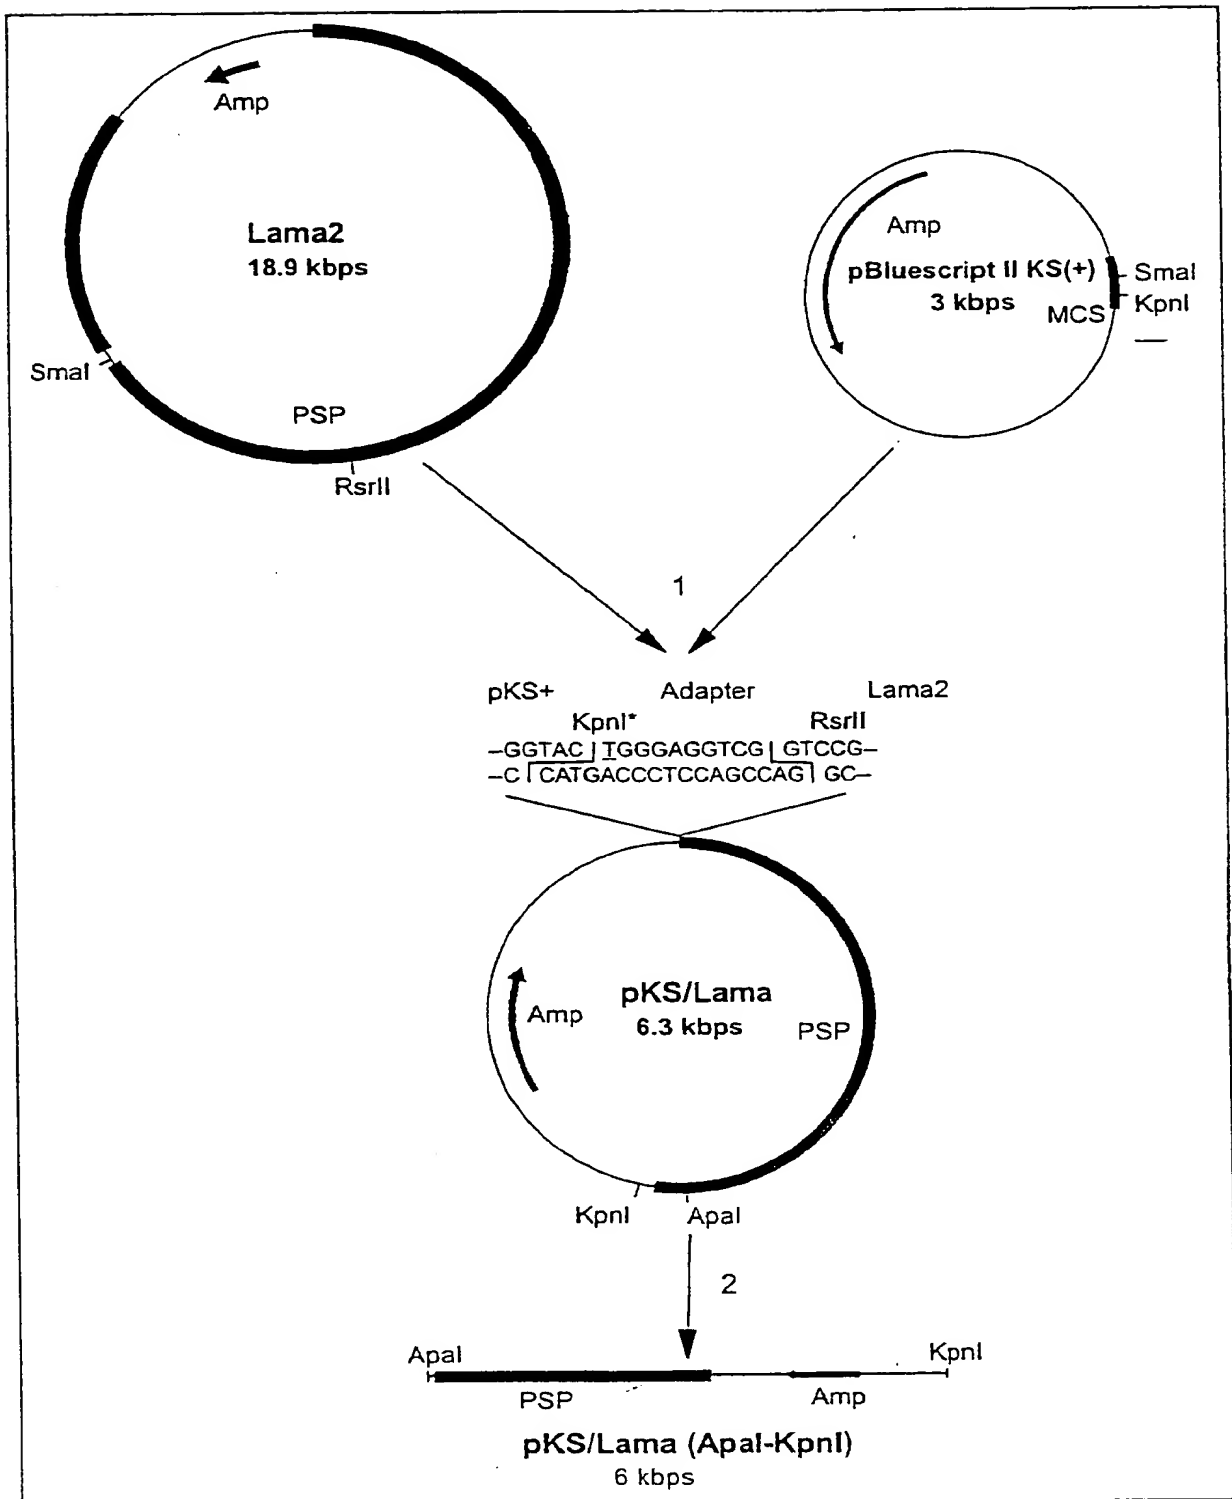 Amp
Lama2
18.9 kbps
SmaI
PSP
RsrII
Amp
pBluescript II KS(+)
3 kbps
SmaI
KpnI
MCS
1
pKS+ Adapter Lama2
KpnI* RsrII
–GGTAC TGGGAGGTCG GTCCG–
–C CATGACCCTCCAGCCAG GC–
pKS/Lama
6.3 kbps
Amp
PSP
KpnI ApaI
2
ApaI KpnI
PSP Amp
pKS/Lama (ApaI-KpnI)
6 kbps